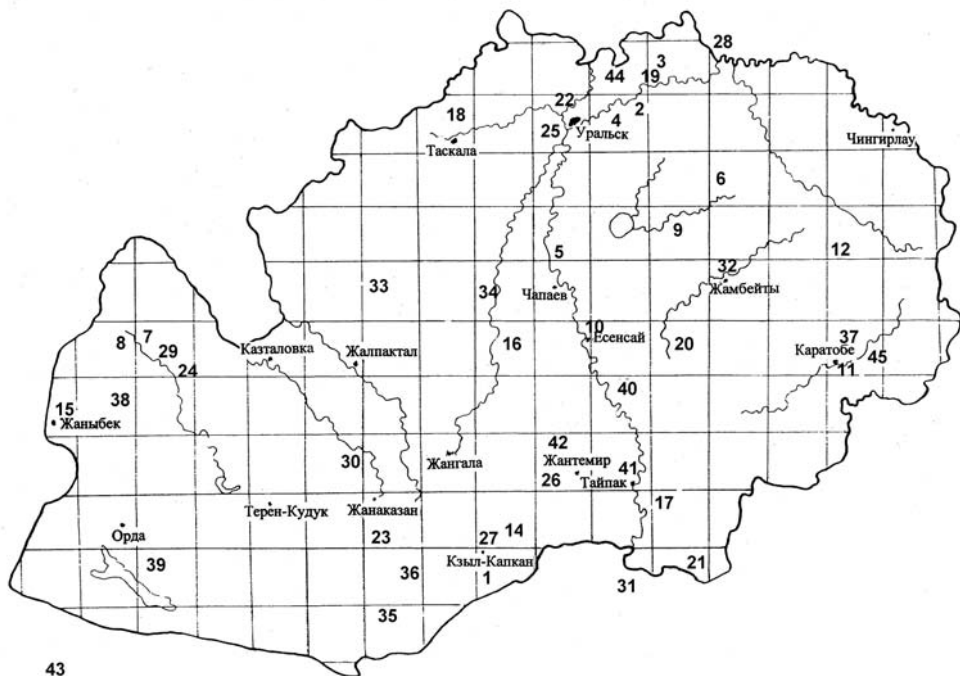 28
3
44 19
22 2
18 4
25 Уральск
Таскала Чингирлау
6
9
5 32 12
33 34 Чапаев Жамбейты
7 10 37
8 29 Казталовка Жалпактал 16 Есенсай 20 Каратобе 45
24 11
15 38 40
Жаныбек
42
30 Жангала Жантемир 41
26 Тайпак
Терен-Кудук Жанаказан 17
Орда 23 27 14
39 36 Кзыл-Капкан 21
1 31
35
43